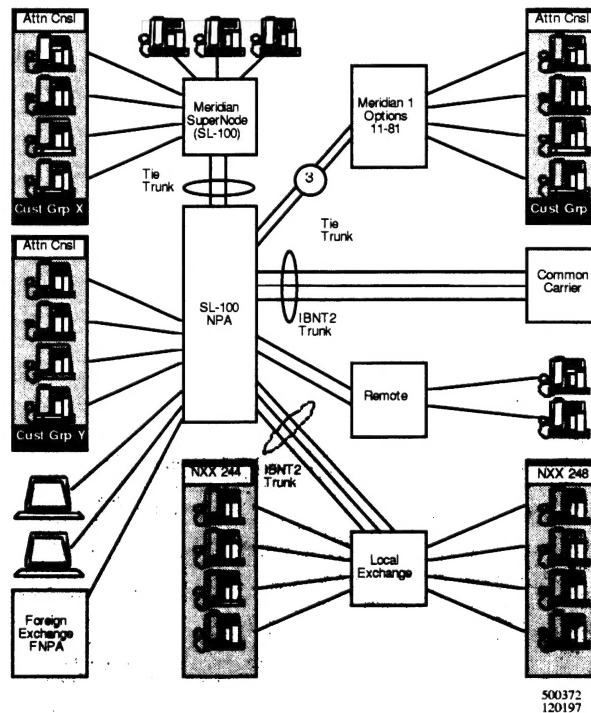 Attn Cnsl
Attn Cnsl
Meridian
SuperNode
(SL-100)
Meridian 1
Options
11-81
Tie
Trunk
3
Cust Grp X
Cust Grp
Tie
Trunk
Attn Cnsl
SL-100
NPA
Common
Carrier
IBNT2
Trunk
Remote
Cust Grp Y
NXX 244
IBNT2
Trunk
NXX 248
Local
Exchange
Foreign
Exchange
FNPA
500372
120197